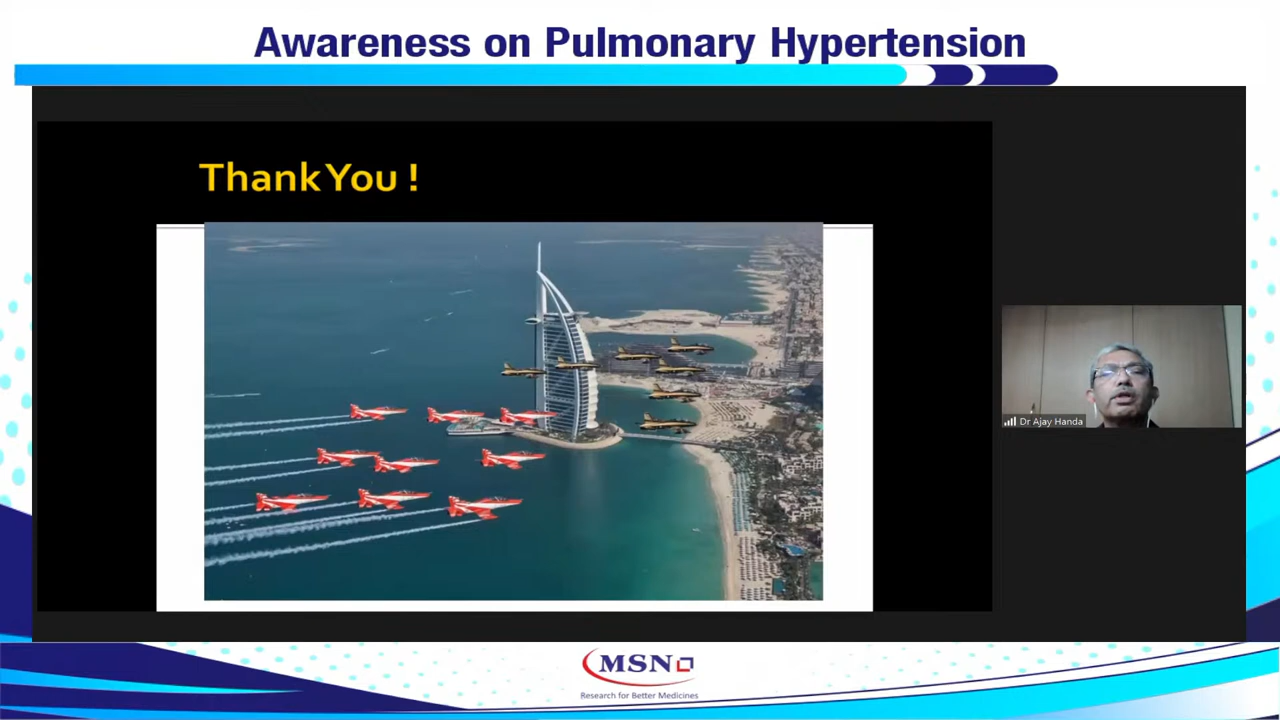 Awareness on Pulmonary Hypertension
Thank You !
Dr Ajay Handa
MSN
Research for Better Medicines